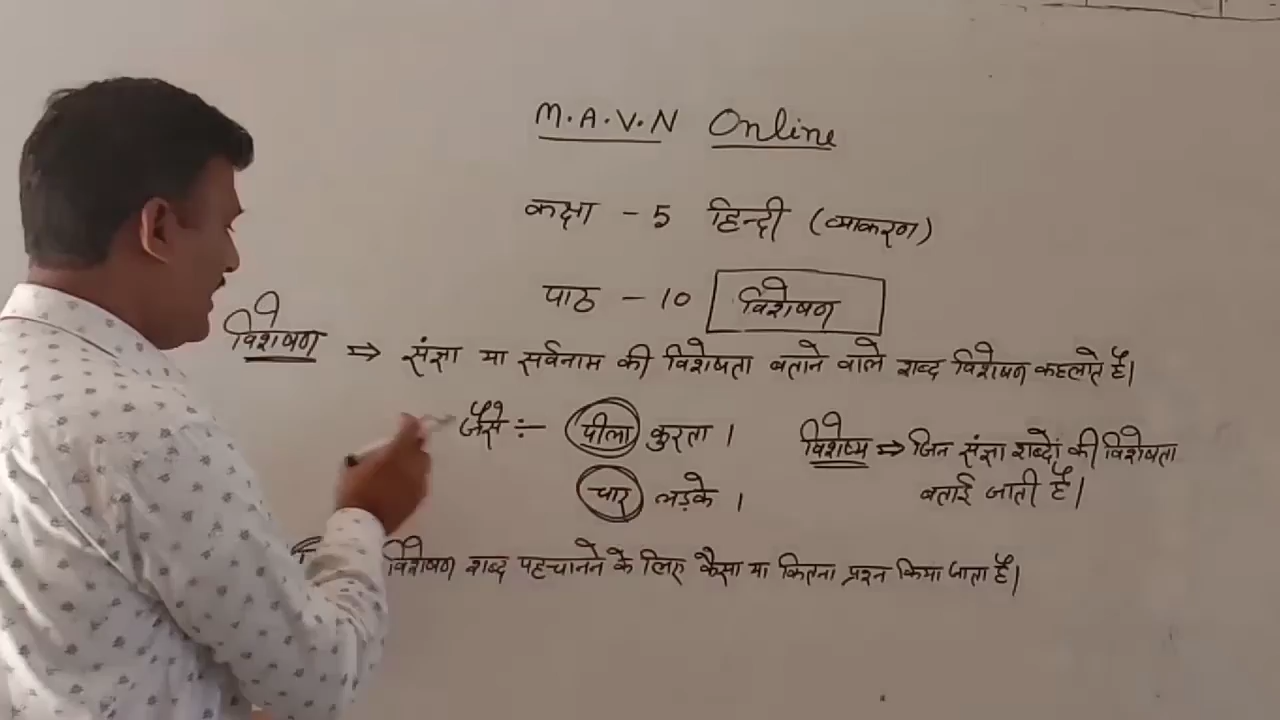 M.A.V.N Online
कक्षा - 5 हिन्दी (व्याकरण)
पाठ - 10 विशेषण
विशेषण ⇒ संज्ञा या सर्वनाम की विशेषता बताने वाले शब्द विशेषण कहलाते हैं।
जैसे :- पीला कुरता ।
चार लड़के ।
विशेष्य ⇒ जिन संज्ञा शब्दों की विशेषता
बताई जाती है।
विशेषण शब्द पहचानने के लिए कैसा या कितना प्रश्न किया जाता है।